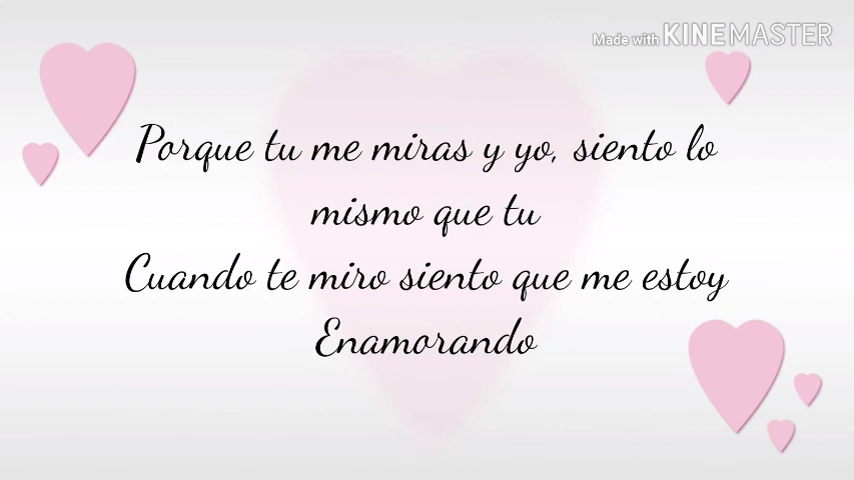 Made with KINEMASTER
Porque tu me miras y yo, siento lo
mismo que tu
Cuando te miro siento que me estoy
Enamorando